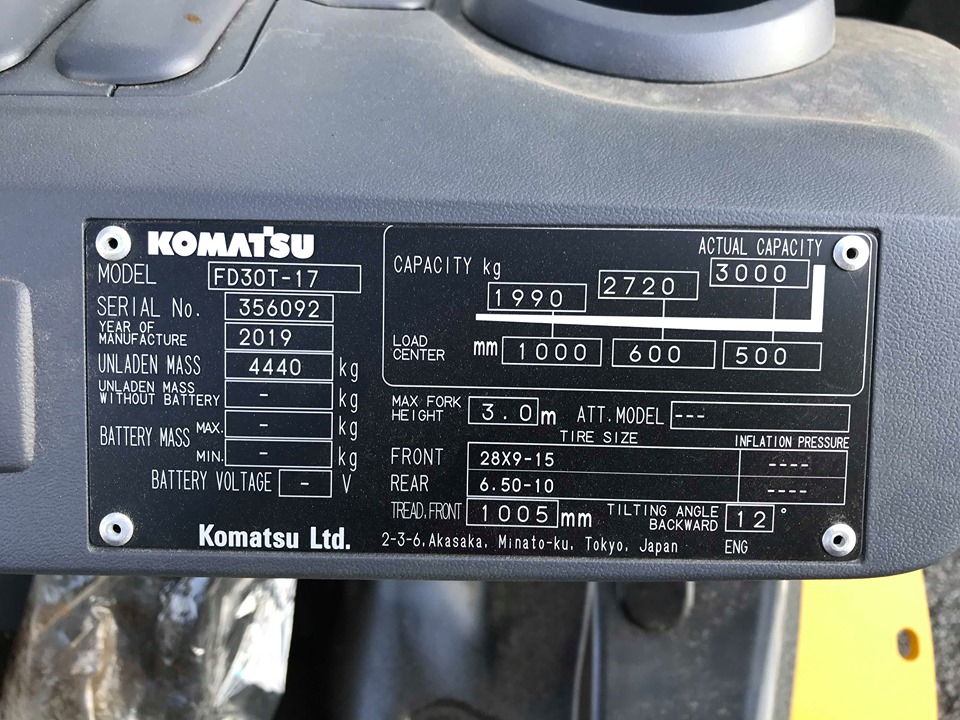 KOMATSU
MODEL FD30T-17
SERIAL No. 356092
YEAR OF MANUFACTURE 2019
UNLADEN MASS 4440 kg
UNLADEN MASS WITHOUT BATTERY - kg
BATTERY MASS MAX. - kg
MIN. - kg
BATTERY VOLTAGE - V
Komatsu Ltd.
ACTUAL CAPACITY
CAPACITY kg 1990 2720 3000
LOAD CENTER mm 1000 600 500
MAX FORK HEIGHT 3.0 m ATT. MODEL ---
TIRE SIZE INFLATION PRESSURE
FRONT 28X9-15 ----
REAR 6.50-10 ----
TREAD, FRONT 1005 mm TILTING ANGLE BACKWARD 12 °
2-3-6, Akasaka, Minato-ku, Tokyo, Japan ENG